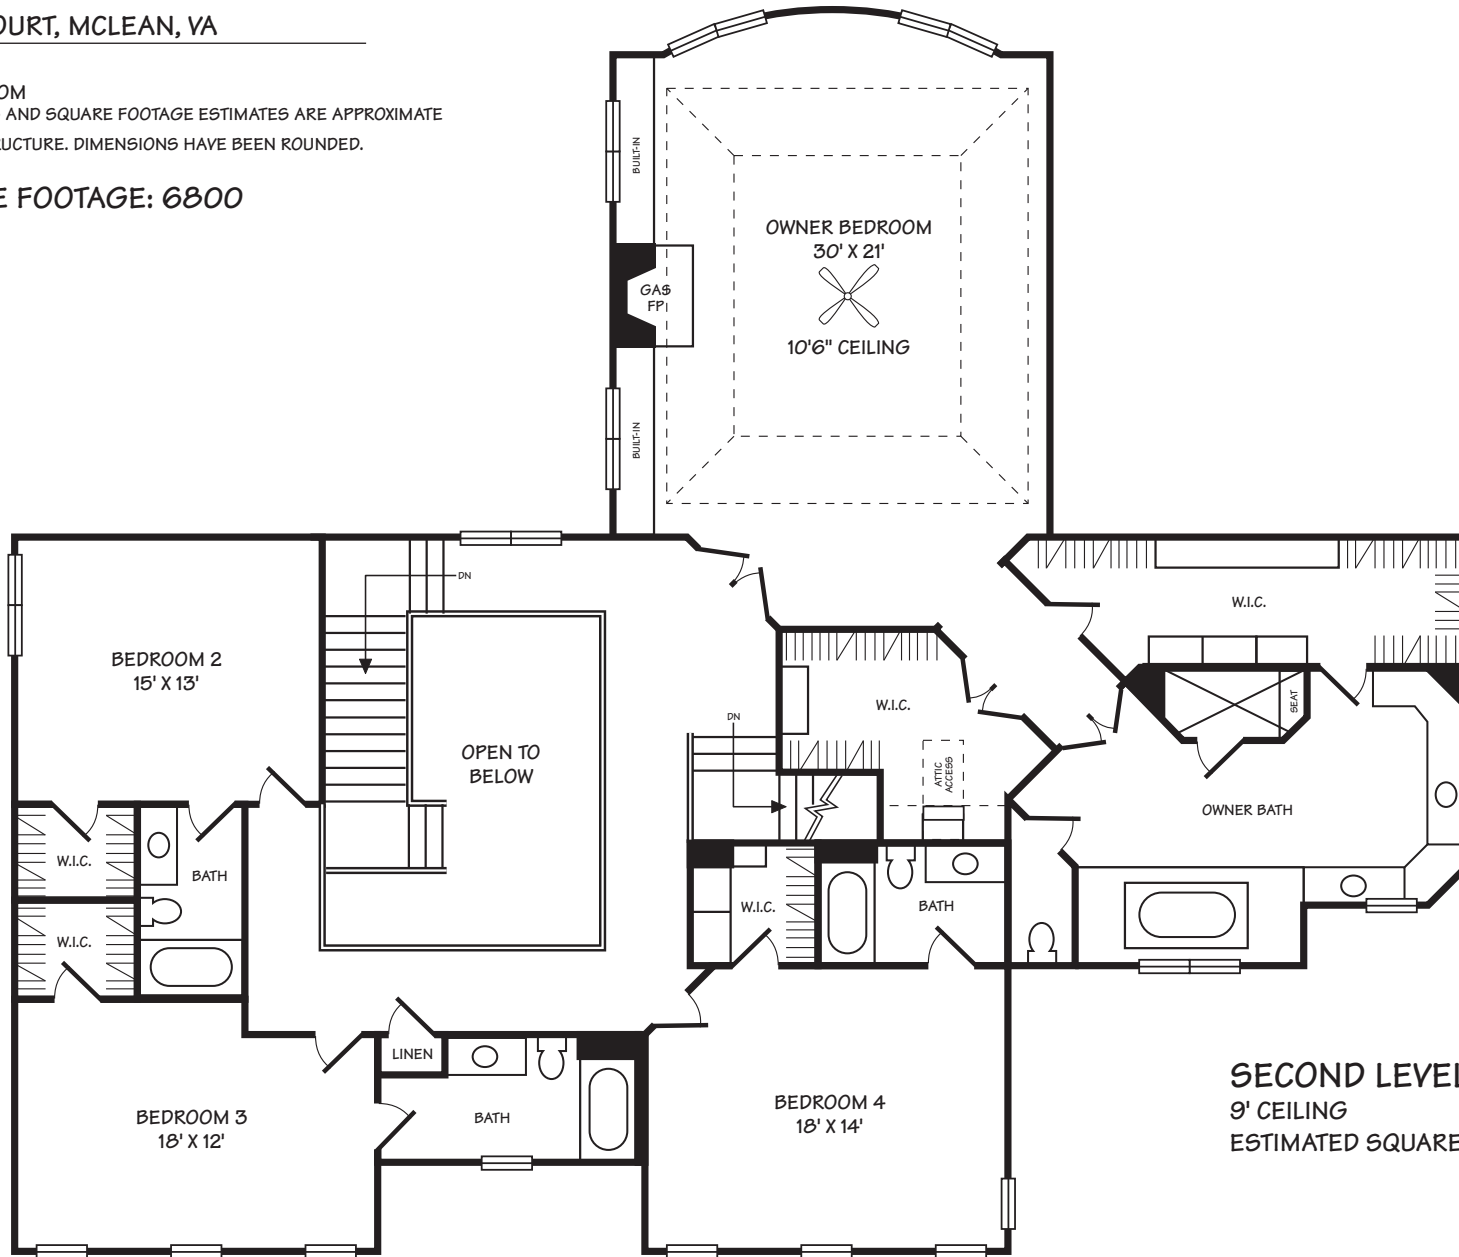 OURT, MCLEAN, VA
OM
AND SQUARE FOOTAGE ESTIMATES ARE APPROXIMATE
UCTURE. DIMENSIONS HAVE BEEN ROUNDED.
E FOOTAGE: 6800
BUILT-IN
OWNER BEDROOM
30' X 21'
GAS
FP
10'6" CEILING
BUILT-IN
DN
W.I.C.
BEDROOM 2
15' X 13'
SEAT
W.I.C.
DN
OPEN TO
BELOW
ATTIC
ACCESS
OWNER BATH
W.I.C.
BATH
W.I.C.
BATH
W.I.C.
LINEN
BATH
BEDROOM 3
18' X 12'
BEDROOM 4
18' X 14'
SECOND LEVEL
9' CEILING
ESTIMATED SQUARE